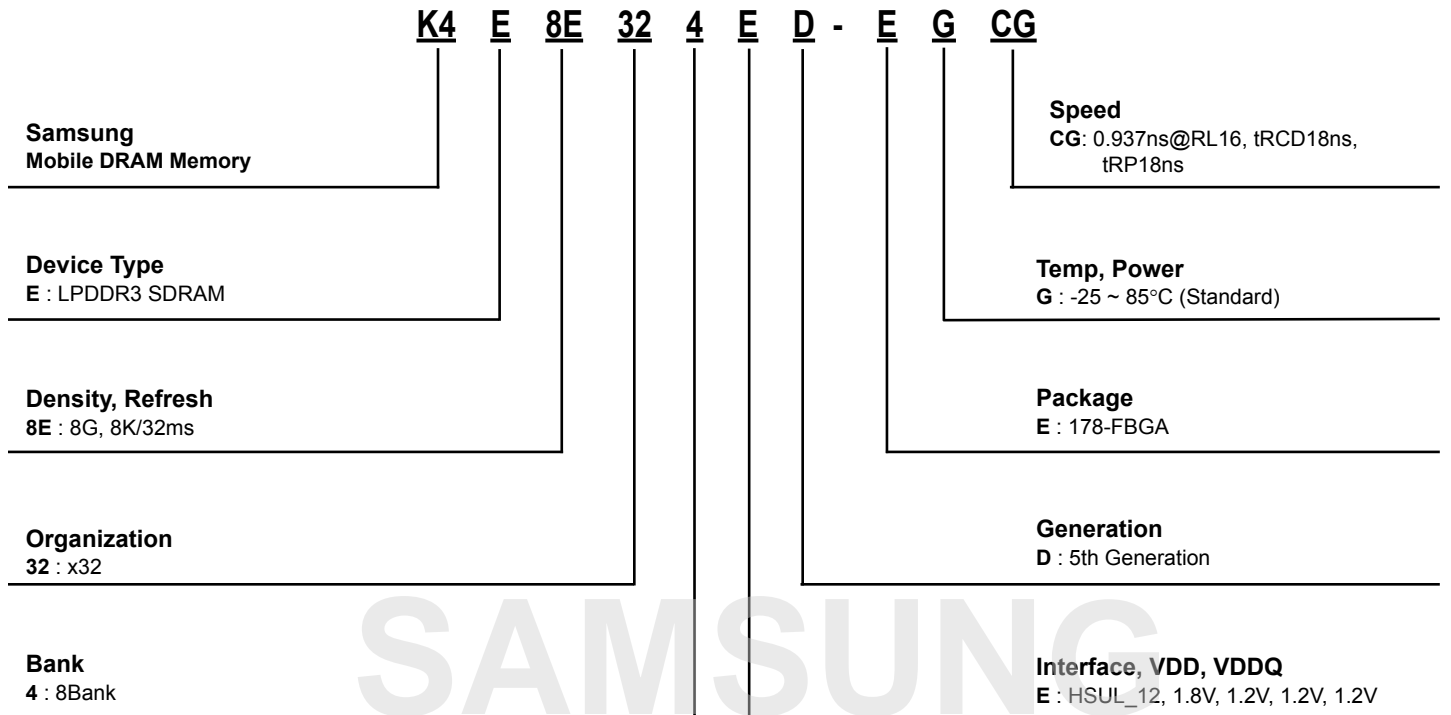 K4 E 8E 32 4 E D - E G CG
Samsung
Mobile DRAM Memory
Device Type
E : LPDDR3 SDRAM
Density, Refresh
8E : 8G, 8K/32ms
Organization
32 : x32
Bank
4 : 8Bank
Speed
CG: 0.937ns@RL16, tRCD18ns,
tRP18ns
Temp, Power
G : -25 ~ 85°C (Standard)
Package
E : 178-FBGA
Generation
D : 5th Generation
Interface, VDD, VDDQ
E : HSUL_12, 1.8V, 1.2V, 1.2V, 1.2V
SAMSUNG